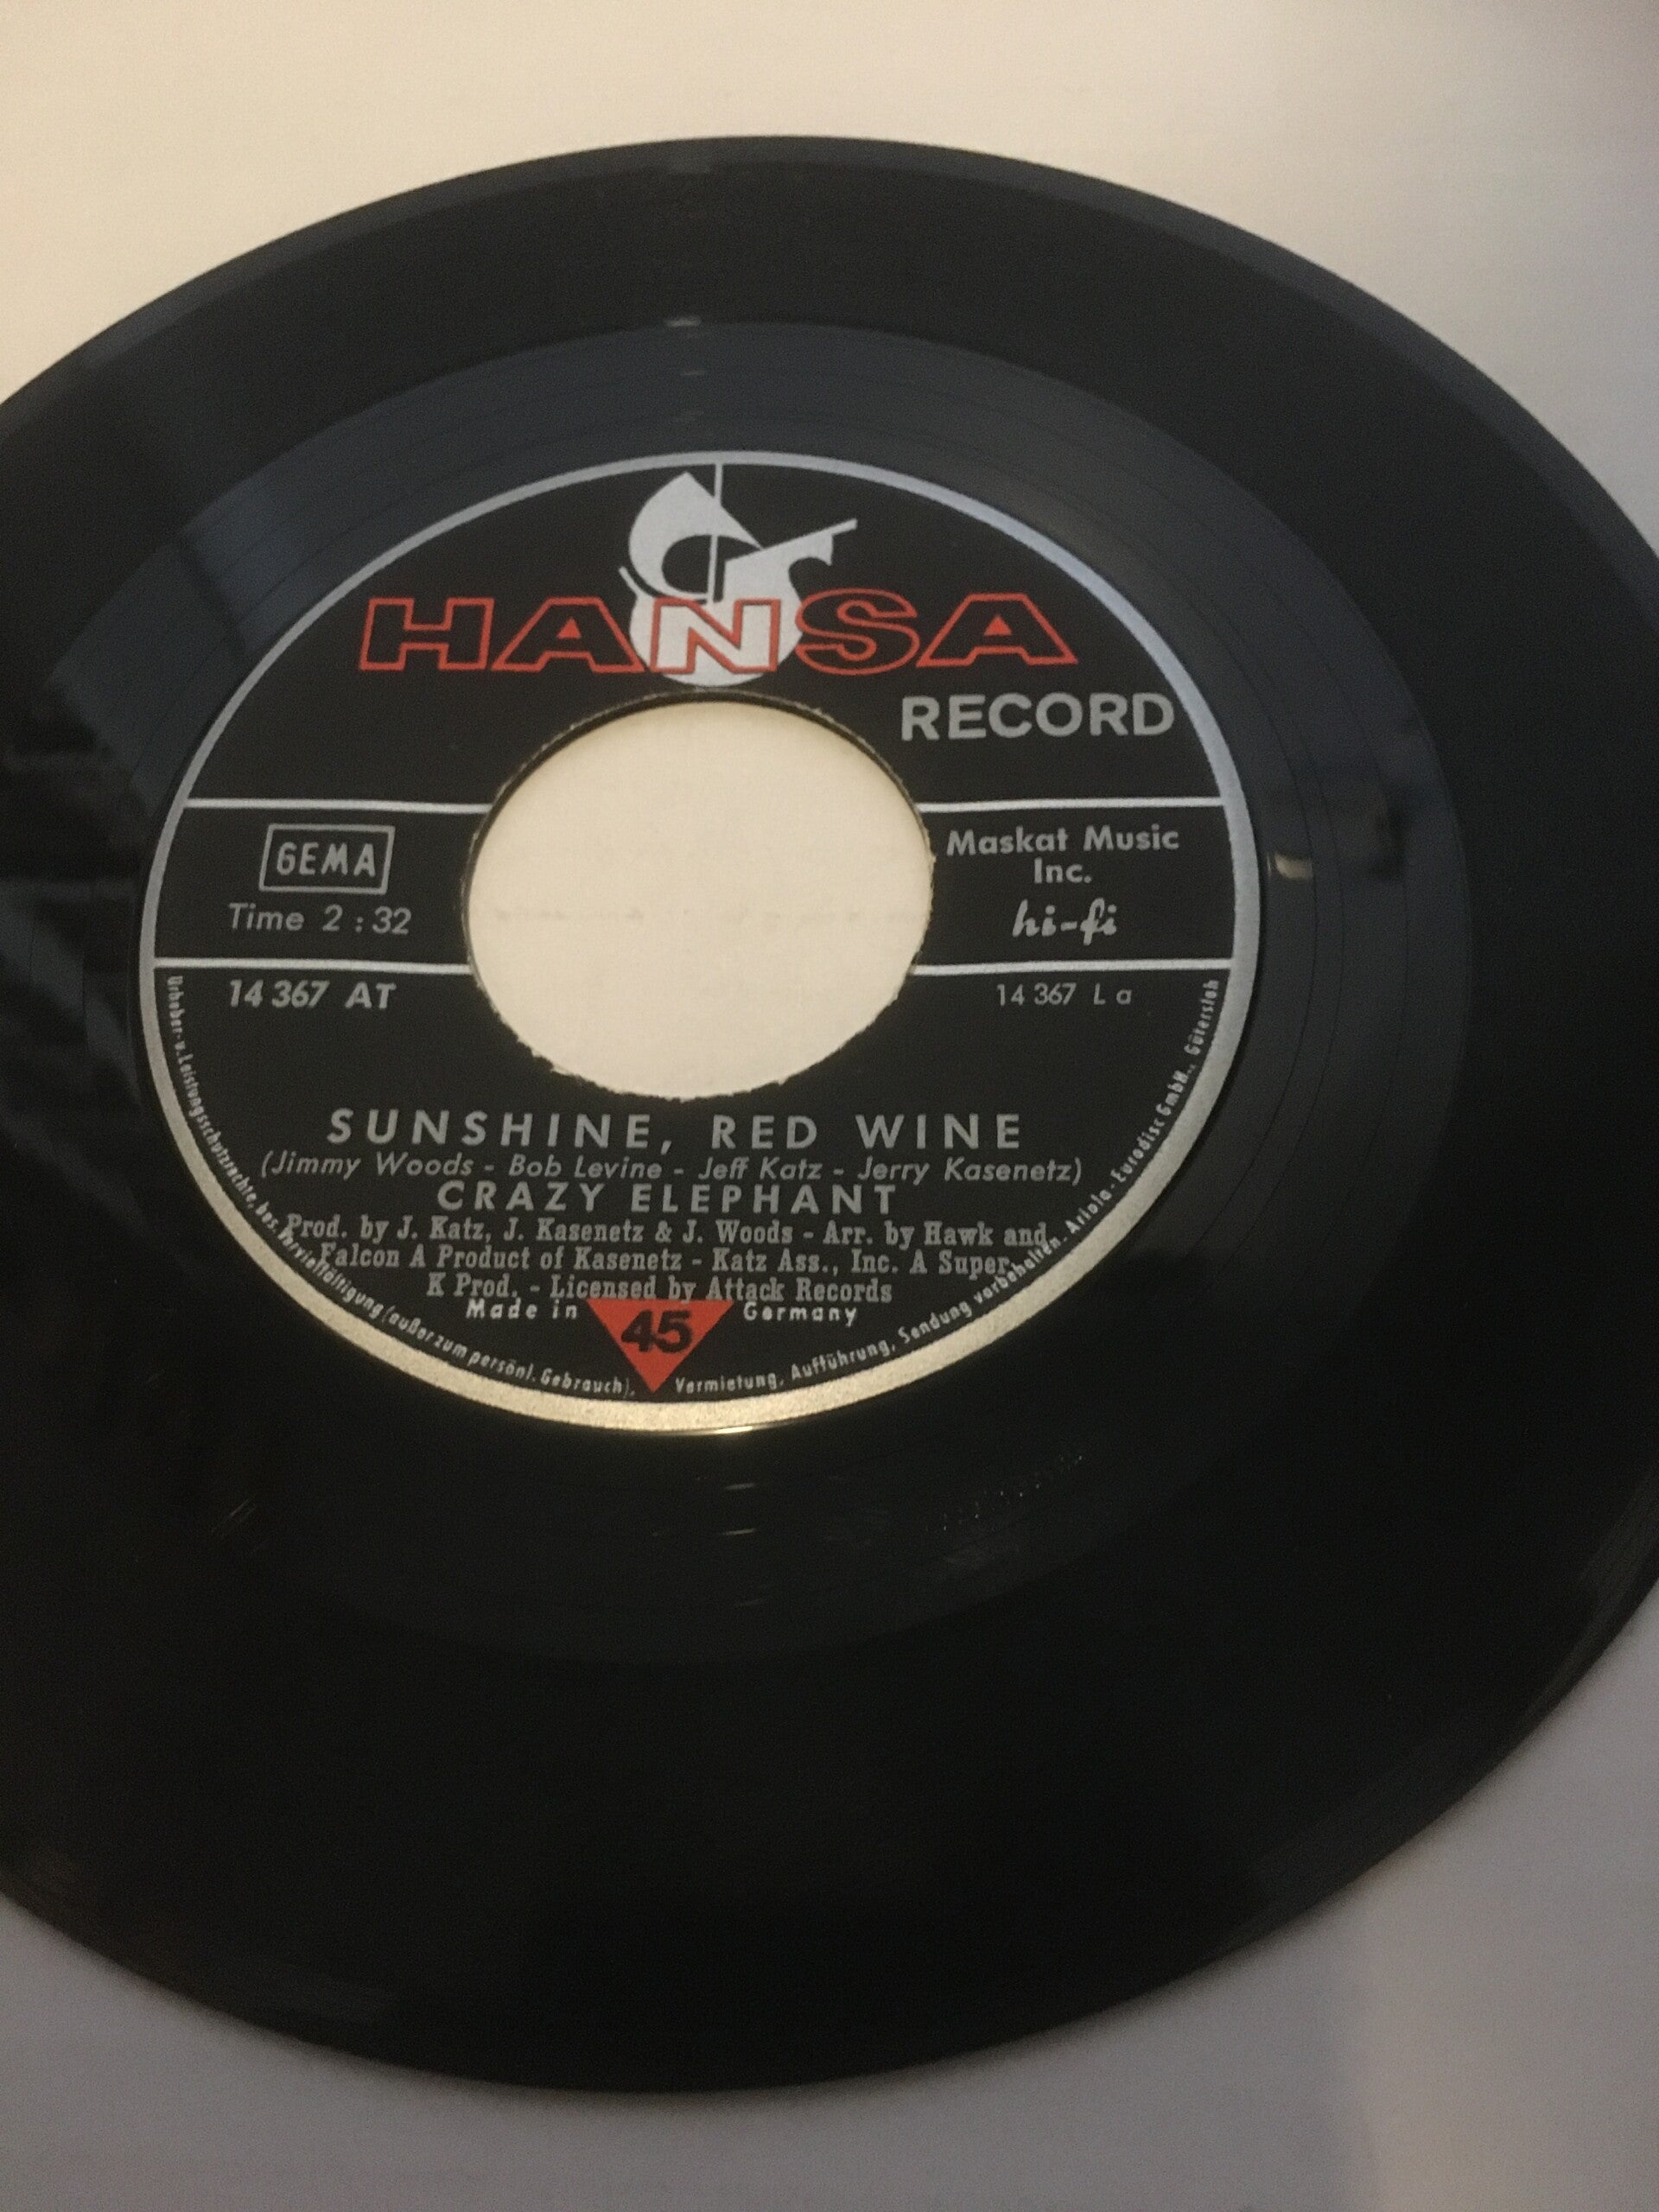 HANSA
RECORD
GEMA
Time 2 : 32
Maskat Music
Inc.
hi-fi
14 367 AT
14 367 L a
SUNSHINE, RED WINE
(Jimmy Woods - Bob Levine - Jeff Katz - Jerry Kasenetz)
CRAZY ELEPHANT
Prod. by J. Katz, J. Kasenetz & J. Woods - Arr. by Hawk and
Falcon A Product of Kasenetz - Katz Ass., Inc. A Super
K Prod. - Licensed by Attack Records
Made in 45 Germany
Urheber- u. Leistungsschutzrechte, bes. Vervielfältigung (außer zum persönl. Gebrauch), Vermietung, Aufführung, Sendung vorbehalten. Ariola - Eurodisc GmbH., Gütersloh